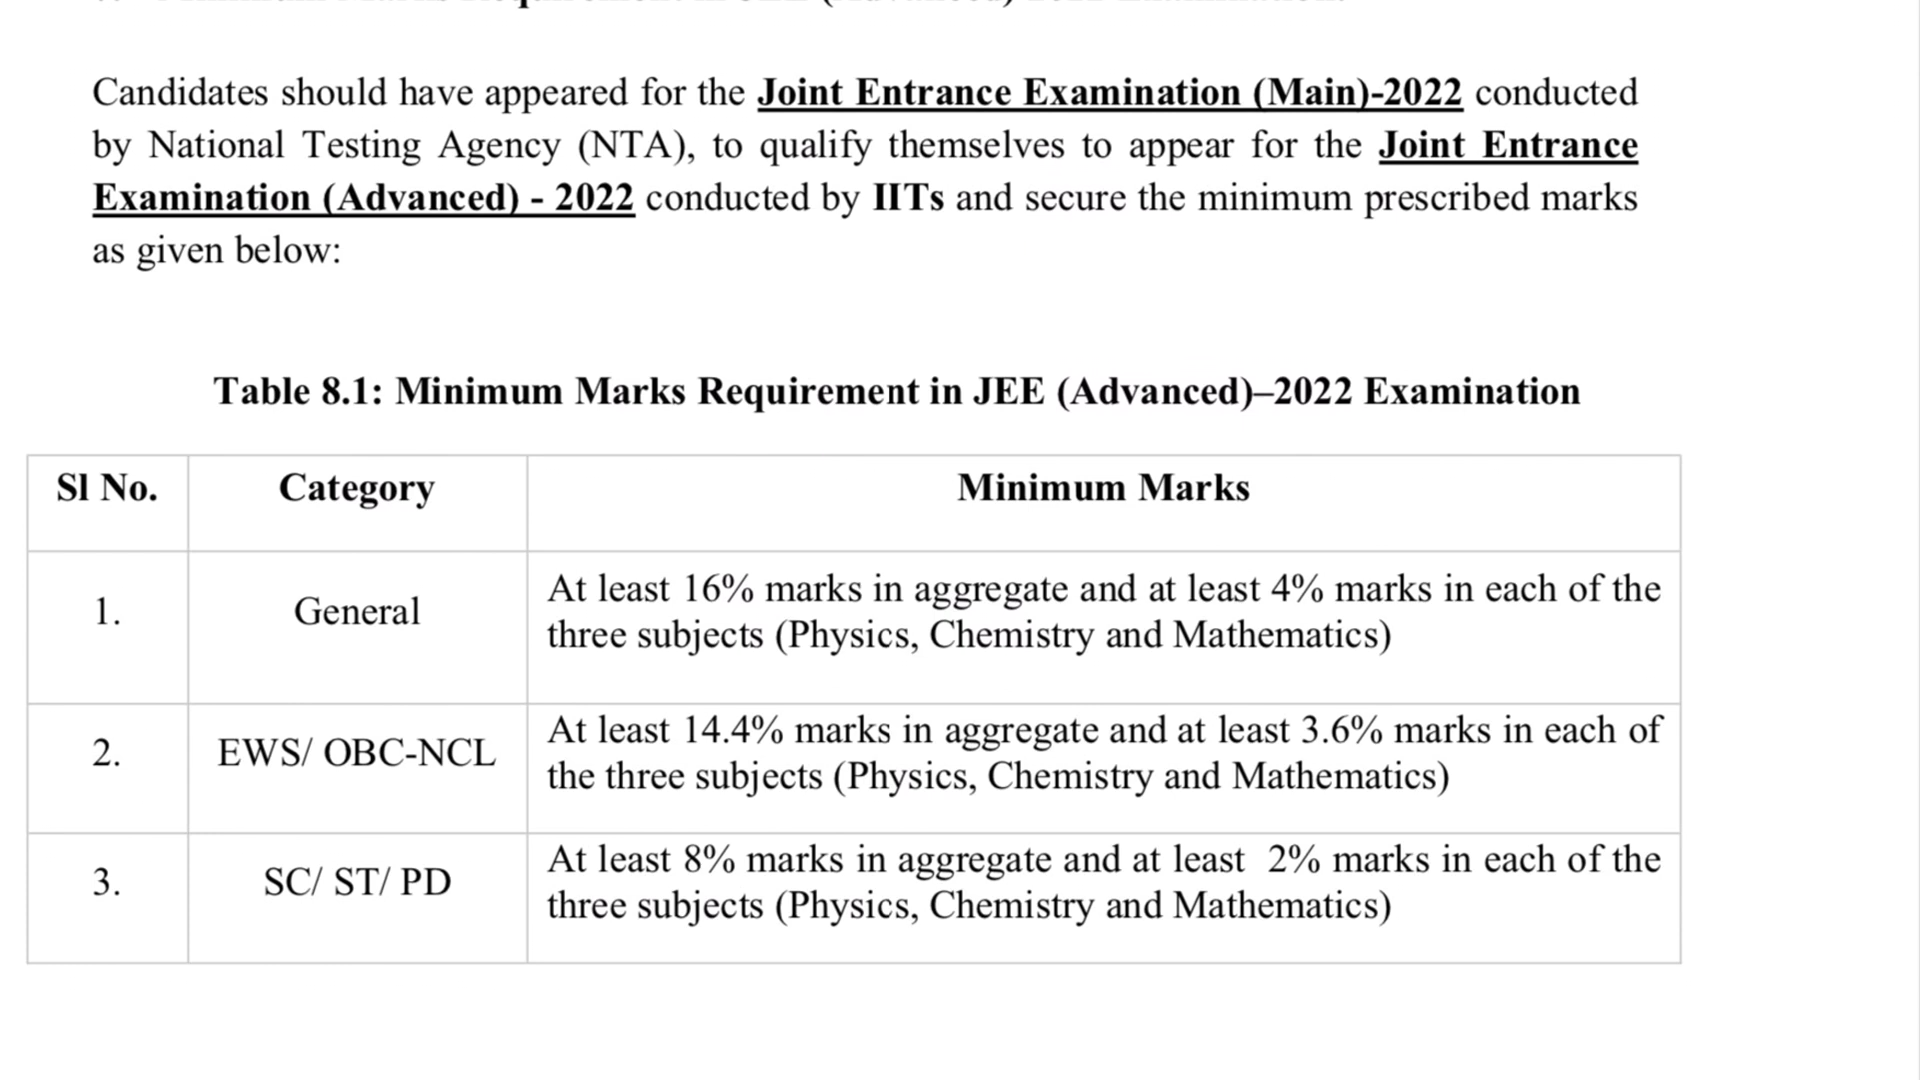 Candidates should have appeared for the Joint Entrance Examination (Main)-2022 conducted
by National Testing Agency (NTA), to qualify themselves to appear for the Joint Entrance
Examination (Advanced) - 2022 conducted by IITs and secure the minimum prescribed marks
as given below:
Table 8.1: Minimum Marks Requirement in JEE (Advanced)–2022 Examination
Sl No. Category Minimum Marks
1. General At least 16% marks in aggregate and at least 4% marks in each of the
three subjects (Physics, Chemistry and Mathematics)
2. EWS/ OBC-NCL At least 14.4% marks in aggregate and at least 3.6% marks in each of
the three subjects (Physics, Chemistry and Mathematics)
3. SC/ ST/ PD At least 8% marks in aggregate and at least 2% marks in each of the
three subjects (Physics, Chemistry and Mathematics)